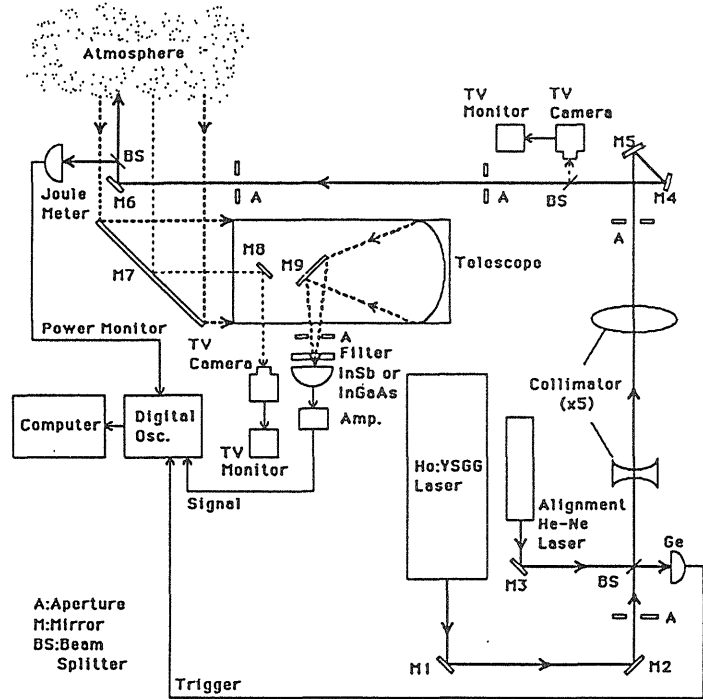 Atmosphere
TV
Monitor
TV
Camera
M5
BS
Joule
Meter
M6
A
A
BS
M4
A
M8
M9
M7
Telescope
Power Monitor
TV
Camera
A
Filter
InSb or
InGaAs
Collimator
(x5)
Computer
Digital
Osc.
Amp.
TV
Monitor
Ho:YSGG
Laser
Signal
Alignment
He-Ne
Laser
Ge
M3
BS
A:Aperture
M:Mirror
BS:Beam
Splitter
A
M1
M2
Trigger